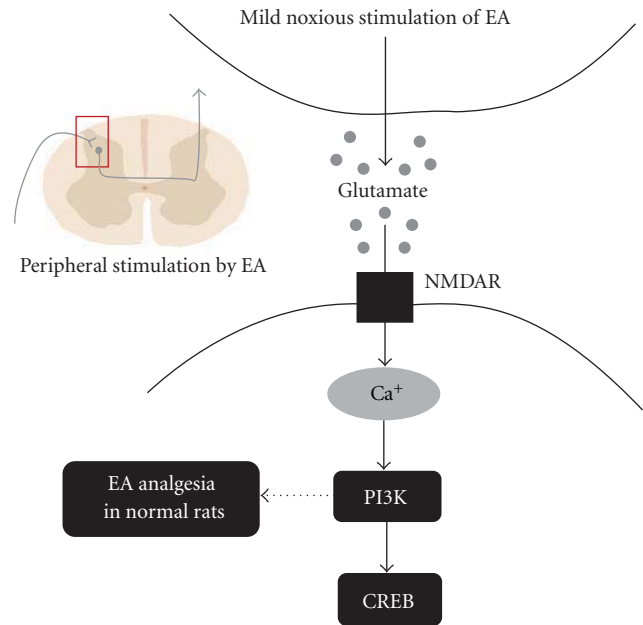 Mild noxious stimulation of EA
Glutamate
Peripheral stimulation by EA
NMDAR
Ca⁺
EA analgesia
in normal rats
PI3K
CREB